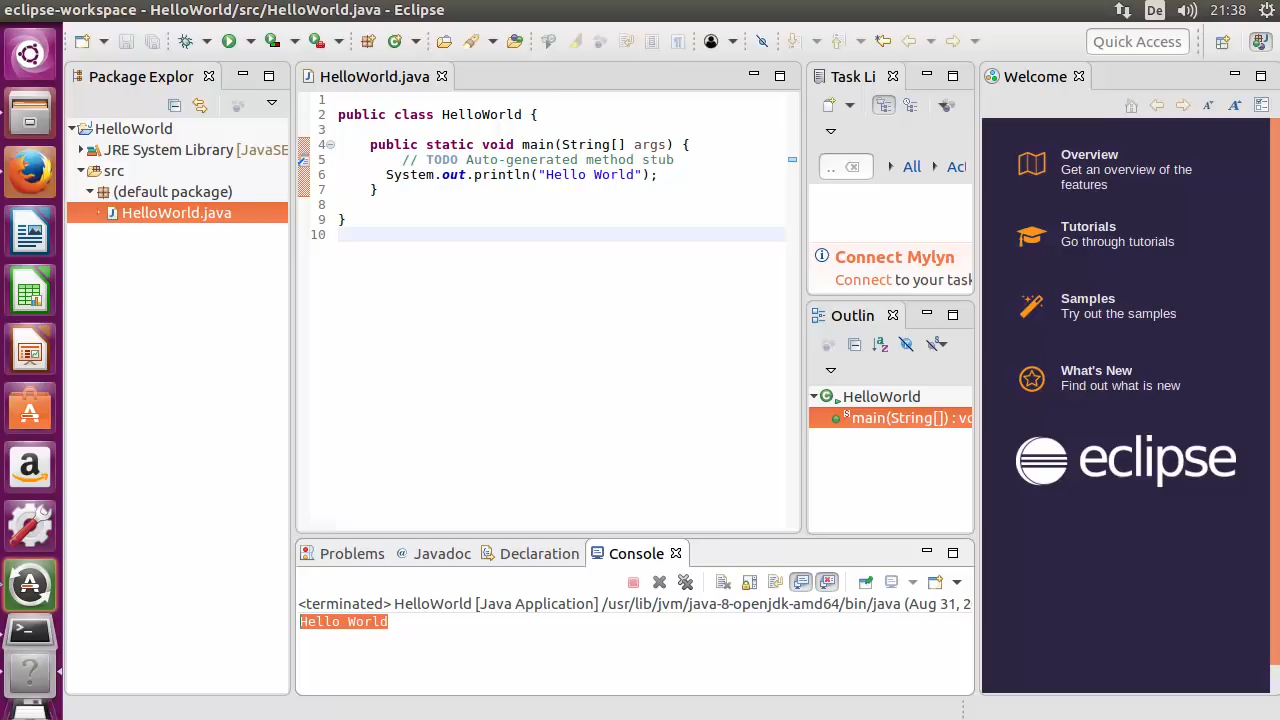 eclipse-workspace - HelloWorld/src/HelloWorld.java - Eclipse
De
21:38
Quick Access
Package Explor
HelloWorld
JRE System Library [JavaSE
src
(default package)
HelloWorld.java
HelloWorld.java
1
2 public class HelloWorld {
3
4 public static void main(String[] args) {
5 // TODO Auto-generated method stub
6 System.out.println("Hello World");
7 }
8
9 }
10
Task Li
.. All Ac
Connect Mylyn
Connect to your task
Outlin
HelloWorld
main(String[]) : vo
Welcome
Overview
Get an overview of the
features
Tutorials
Go through tutorials
Samples
Try out the samples
What's New
Find out what is new
eclipse
Problems @ Javadoc Declaration Console
<terminated> HelloWorld [Java Application] /usr/lib/jvm/java-8-openjdk-amd64/bin/java (Aug 31, 2
Hello World